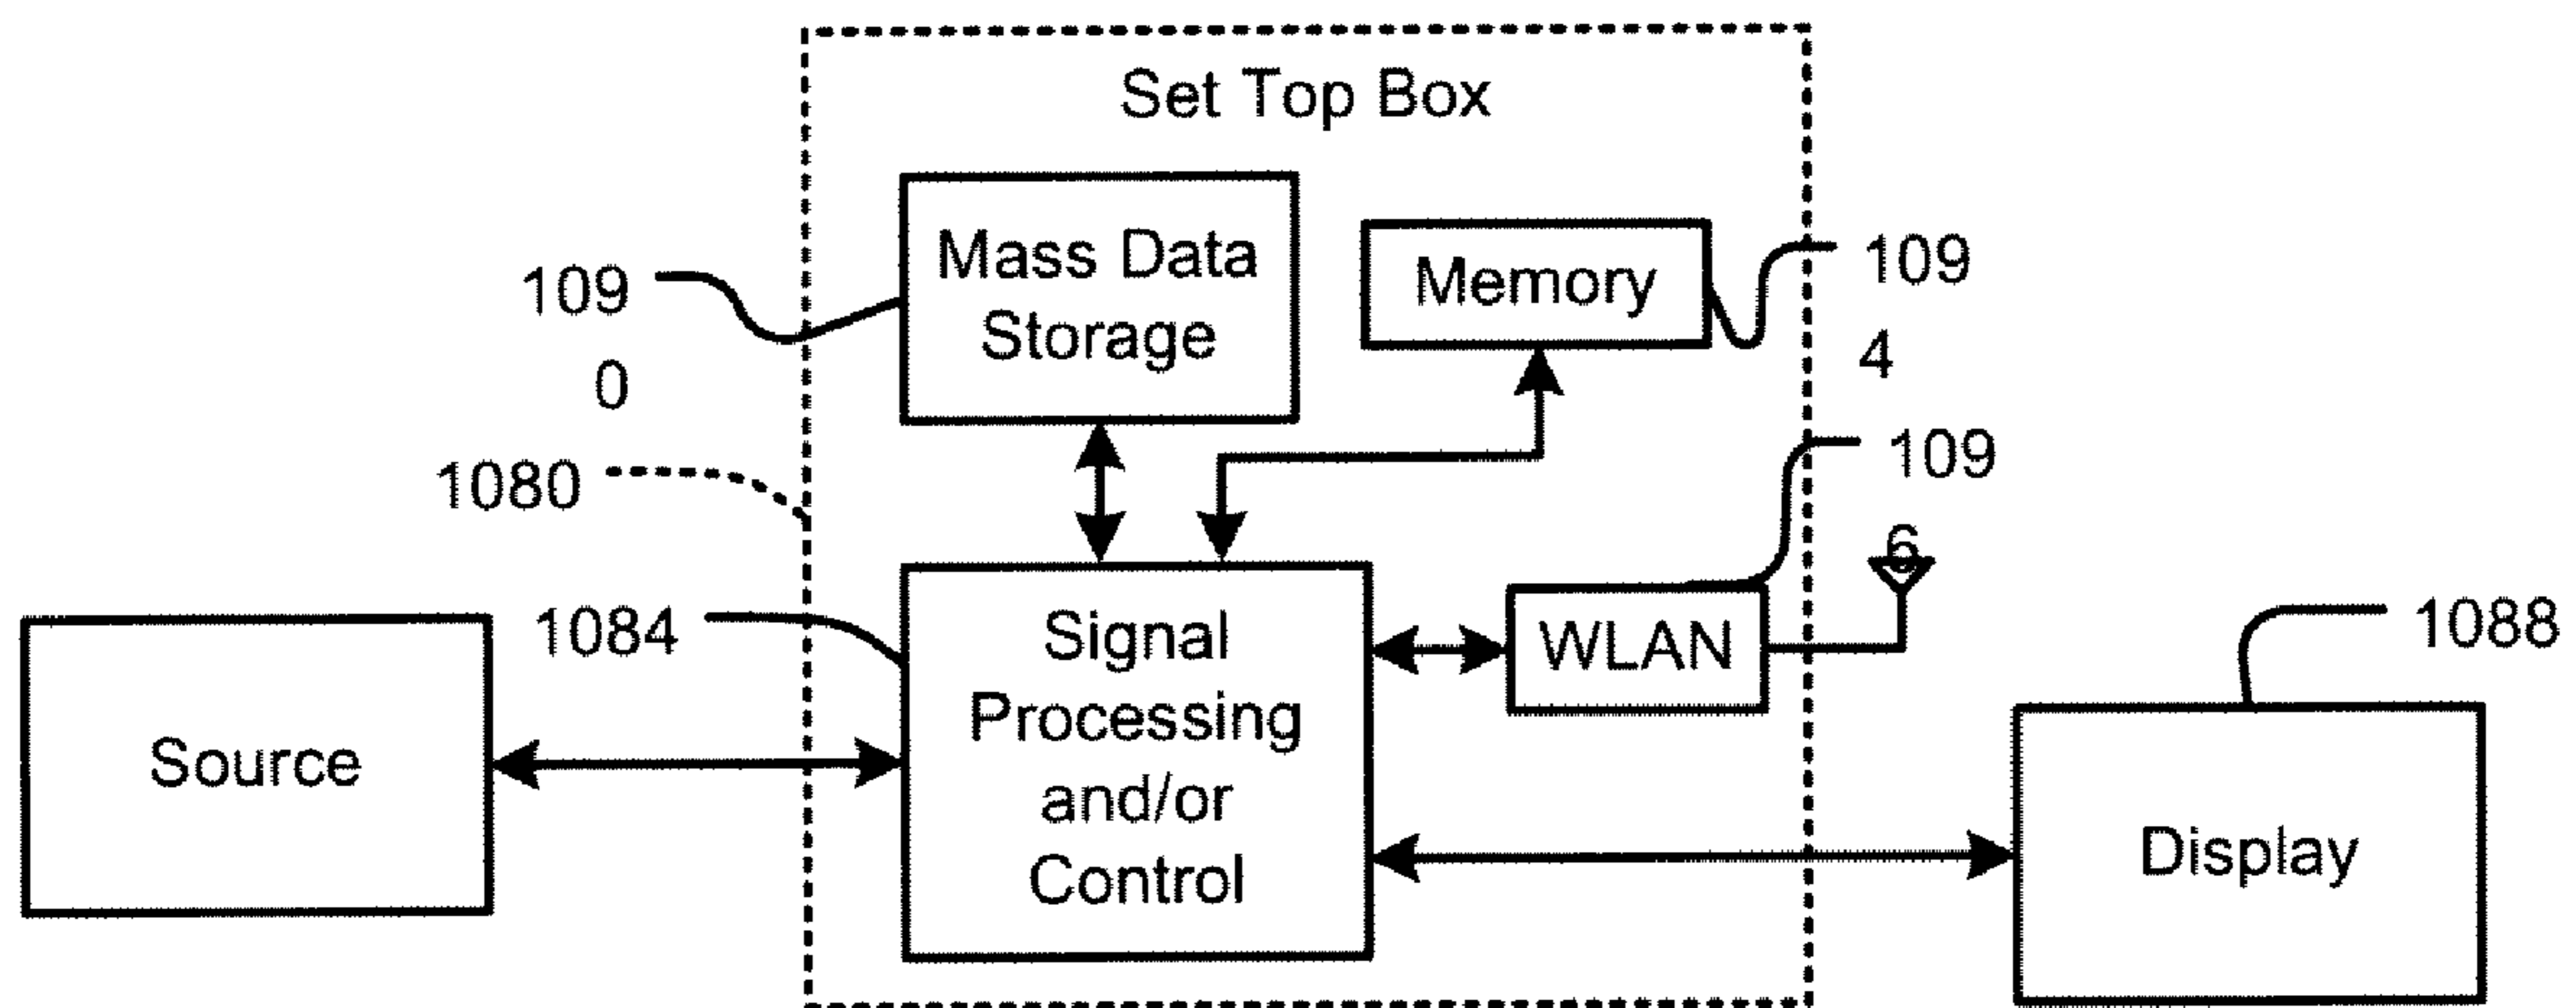 Set Top Box
Mass Data
Storage
Memory
109
0
109
4
1080
109
6
1084
Signal
Processing
and/or
Control
WLAN
1088
Source
Display